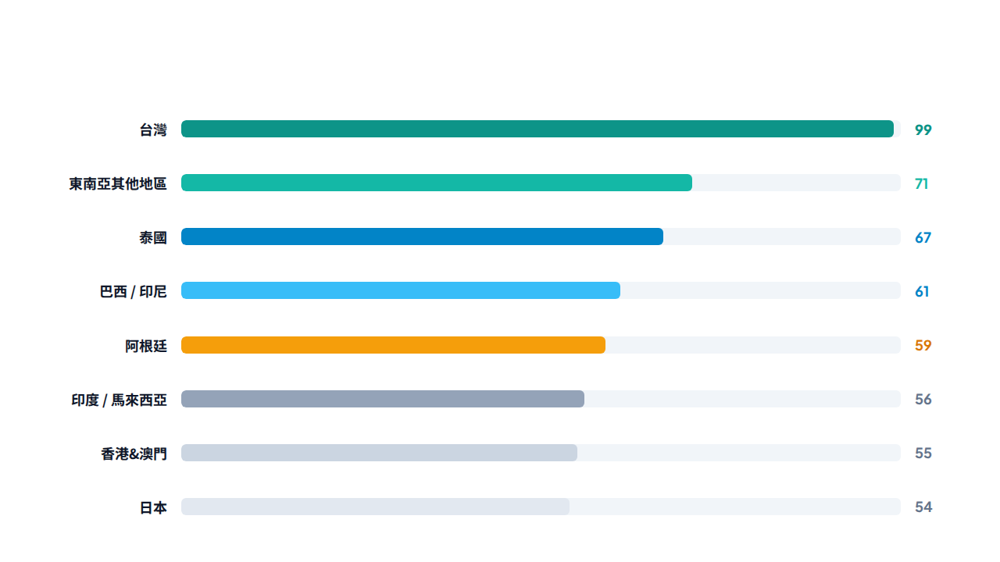 台灣 99
東南亞其他地區 71
泰國 67
巴西 / 印尼 61
阿根廷 59
印度 / 馬來西亞 56
香港&澳門 55
日本 54